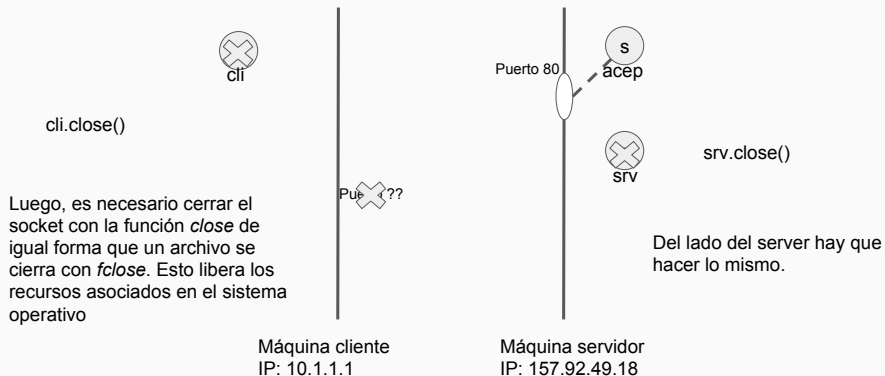 cli
s
Puerto 80
acep
cli.close()
srv.close()
srv
??
Luego, es necesario cerrar el
socket con la función close de
igual forma que un archivo se
cierra con fclose. Esto libera los
recursos asociados en el sistema
operativo
Del lado del server hay que
hacer lo mismo.
Máquina cliente
IP: 10.1.1.1
Máquina servidor
IP: 157.92.49.18